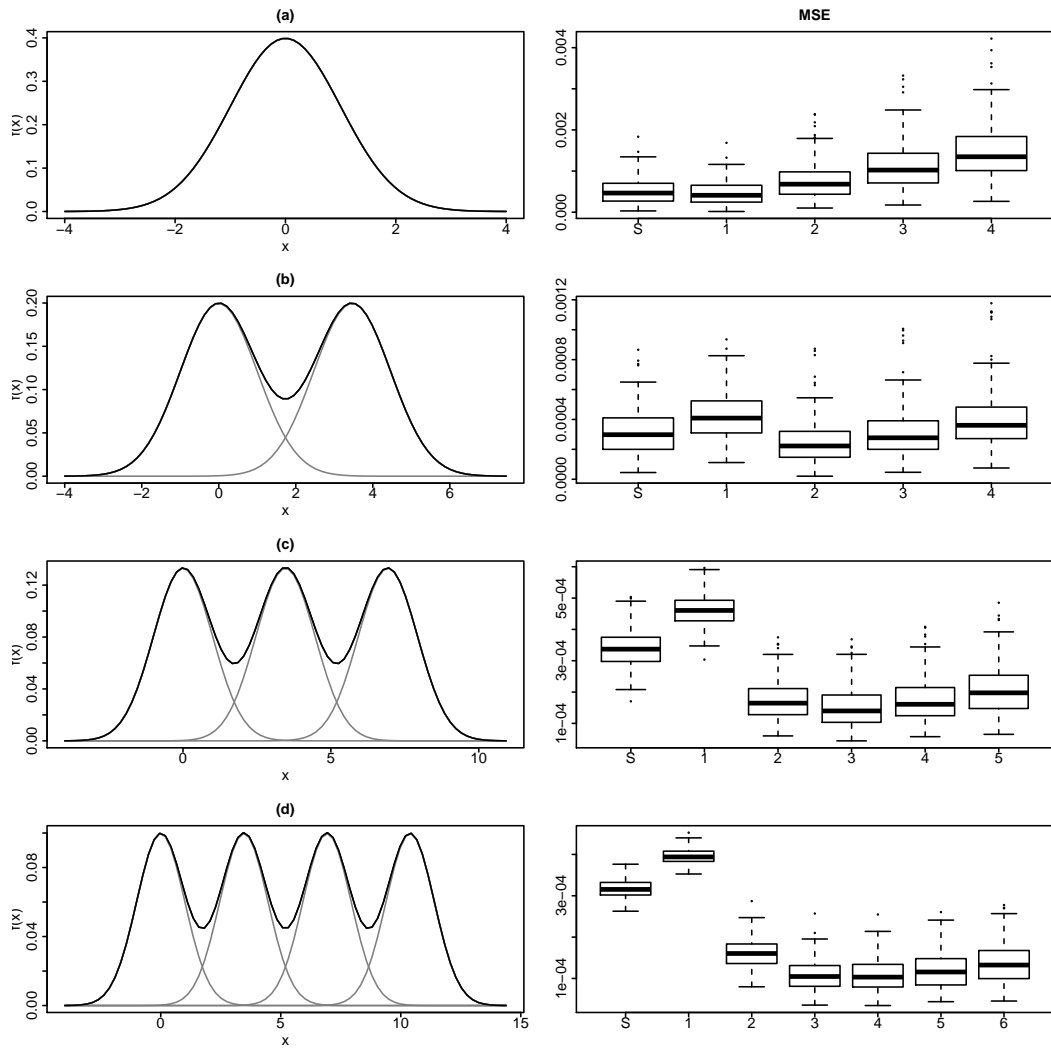 (a)
MSE
f(x)
0.0 0.1 0.2 0.3 0.4
−4 −2 0 2 4
x
0.000 0.002 0.004
S 1 2 3 4
(b)
f(x)
0.00 0.05 0.10 0.15 0.20
−4 −2 0 2 4 6
x
0.0000 0.0004 0.0008 0.0012
S 1 2 3 4
(c)
f(x)
0.00 0.04 0.08 0.12
0 5 10
x
1e−04 3e−04 5e−04
S 1 2 3 4 5
(d)
f(x)
0.00 0.04 0.08
0 5 10 15
x
1e−04 3e−04
S 1 2 3 4 5 6